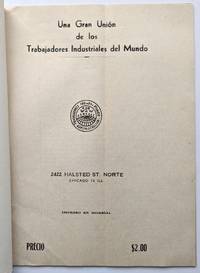 Una Gran Unión
de los
Trabajadores Industriales del Mundo
2422 HALSTED ST. NORTE
CHICAGO 14 ILL
PRECIO
$2.00